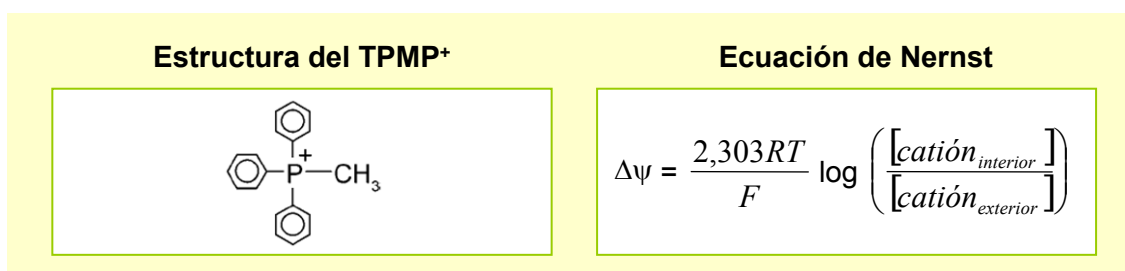 Estructura del TPMP+
P+—CH3
Ecuación de Nernst
Δψ = 2,303RT / F log ([catión interior] / [catión exterior])